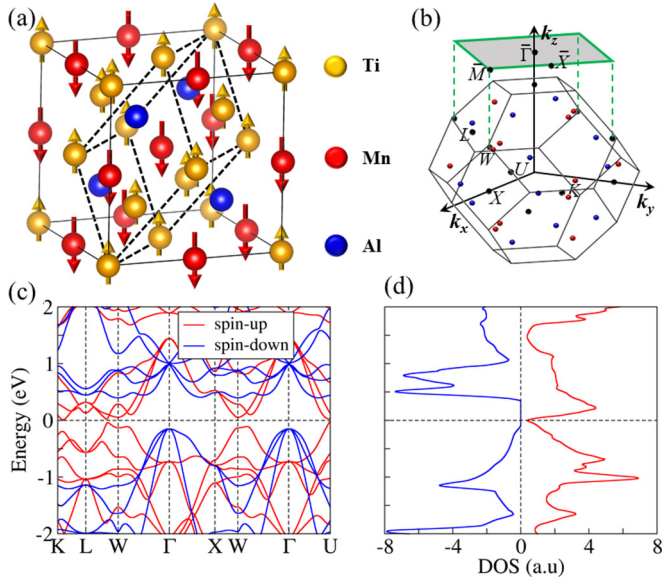 (a)
Ti
Mn
Al
(b)
k_z
Γ̄
X̄
M̄
L
W
U
X
K
k_x
k_y
(c)
Energy (eV)
2
1
0
-1
-2
spin-up
spin-down
K L W Γ X W Γ U
(d)
-8 -4 0 4 8
DOS (a.u)